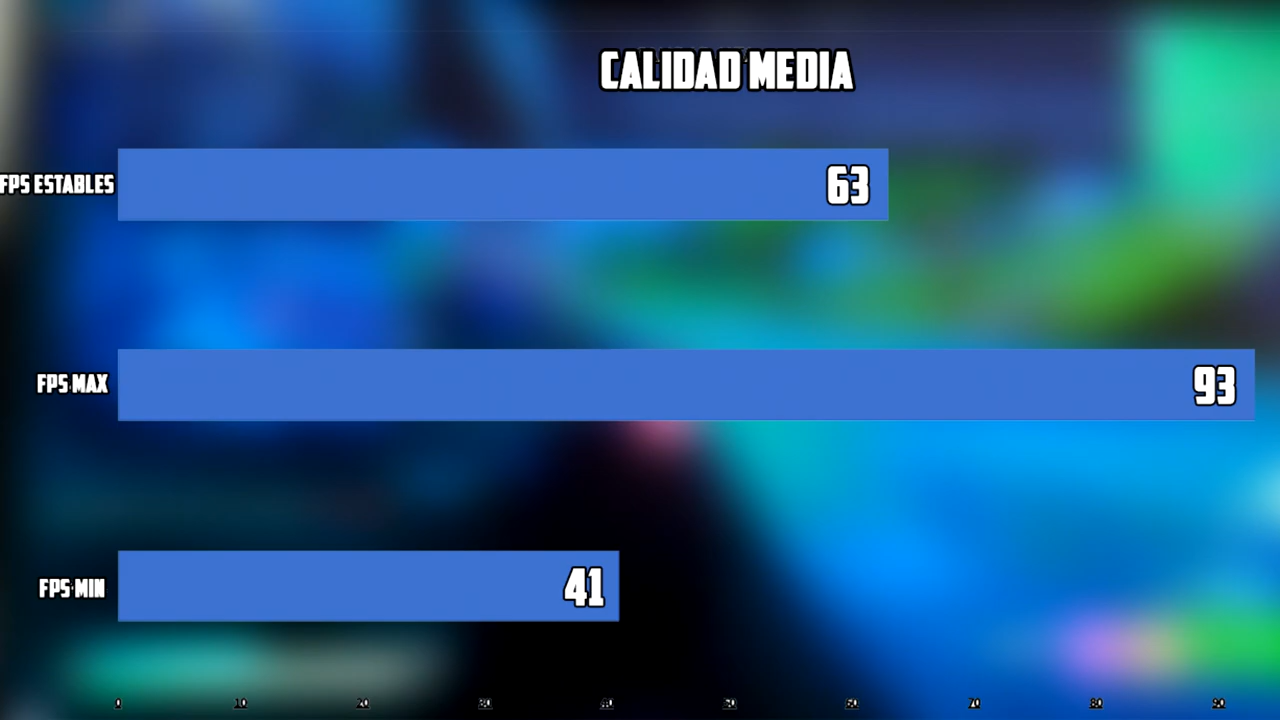 CALIDAD MEDIA
FPS ESTABLES 63
FPS MAX 93
FPS MIN 41
0 10 20 30 40 50 60 70 80 90